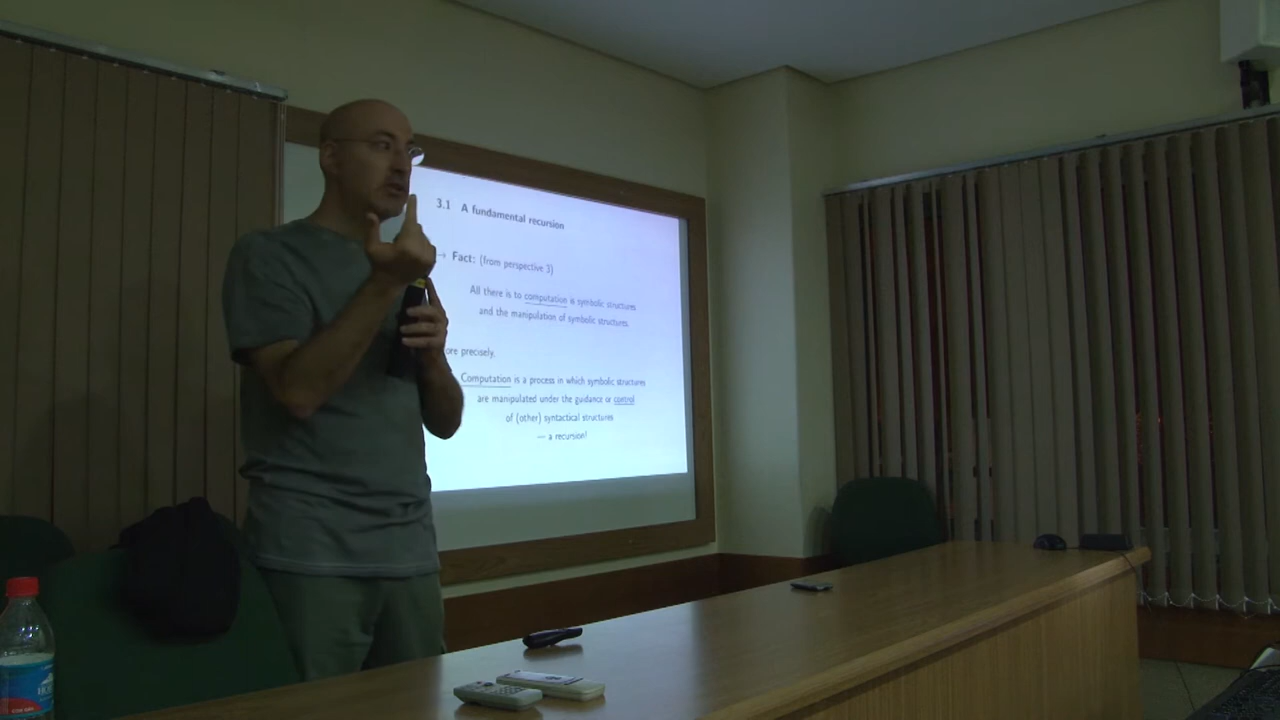 3.1 A fundamental recursion
→ Fact: (from perspective 3)
All there is to computation is symbolic structures
and the manipulation of symbolic structures.
ore precisely,
Computation is a process in which symbolic structures
are manipulated under the guidance or control
of (other) syntactical structures
— a recursion!